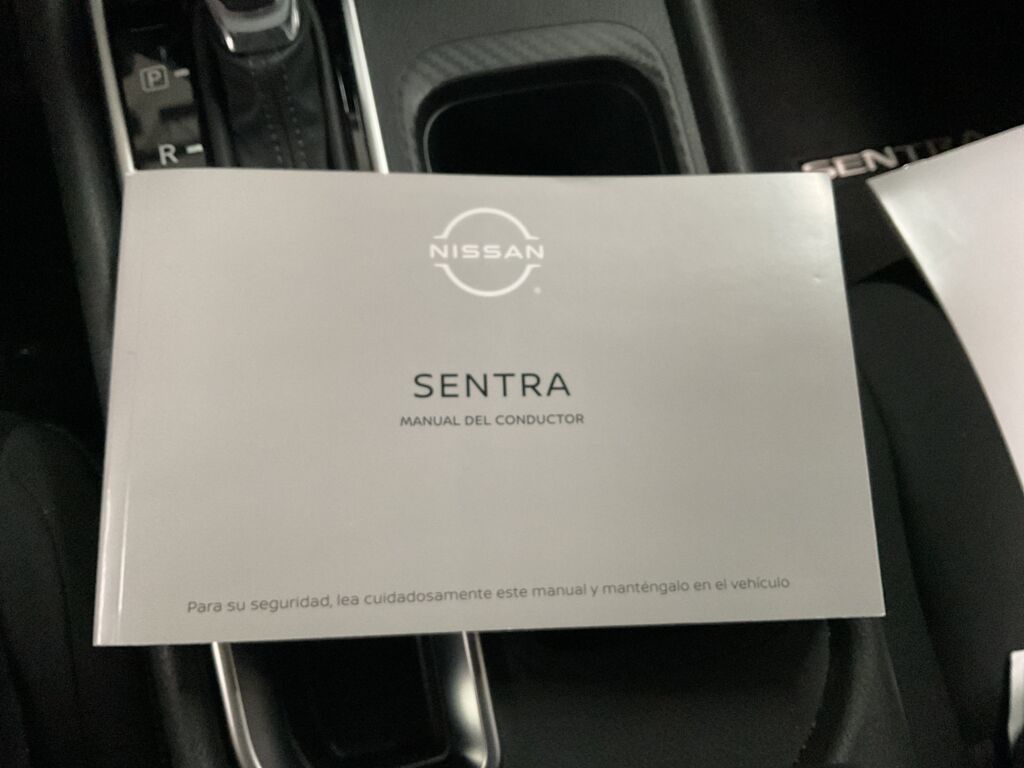 P
R
SENTRA
NISSAN
®
SENTRA
MANUAL DEL CONDUCTOR
Para su seguridad, lea cuidadosamente este manual y manténgalo en el vehículo